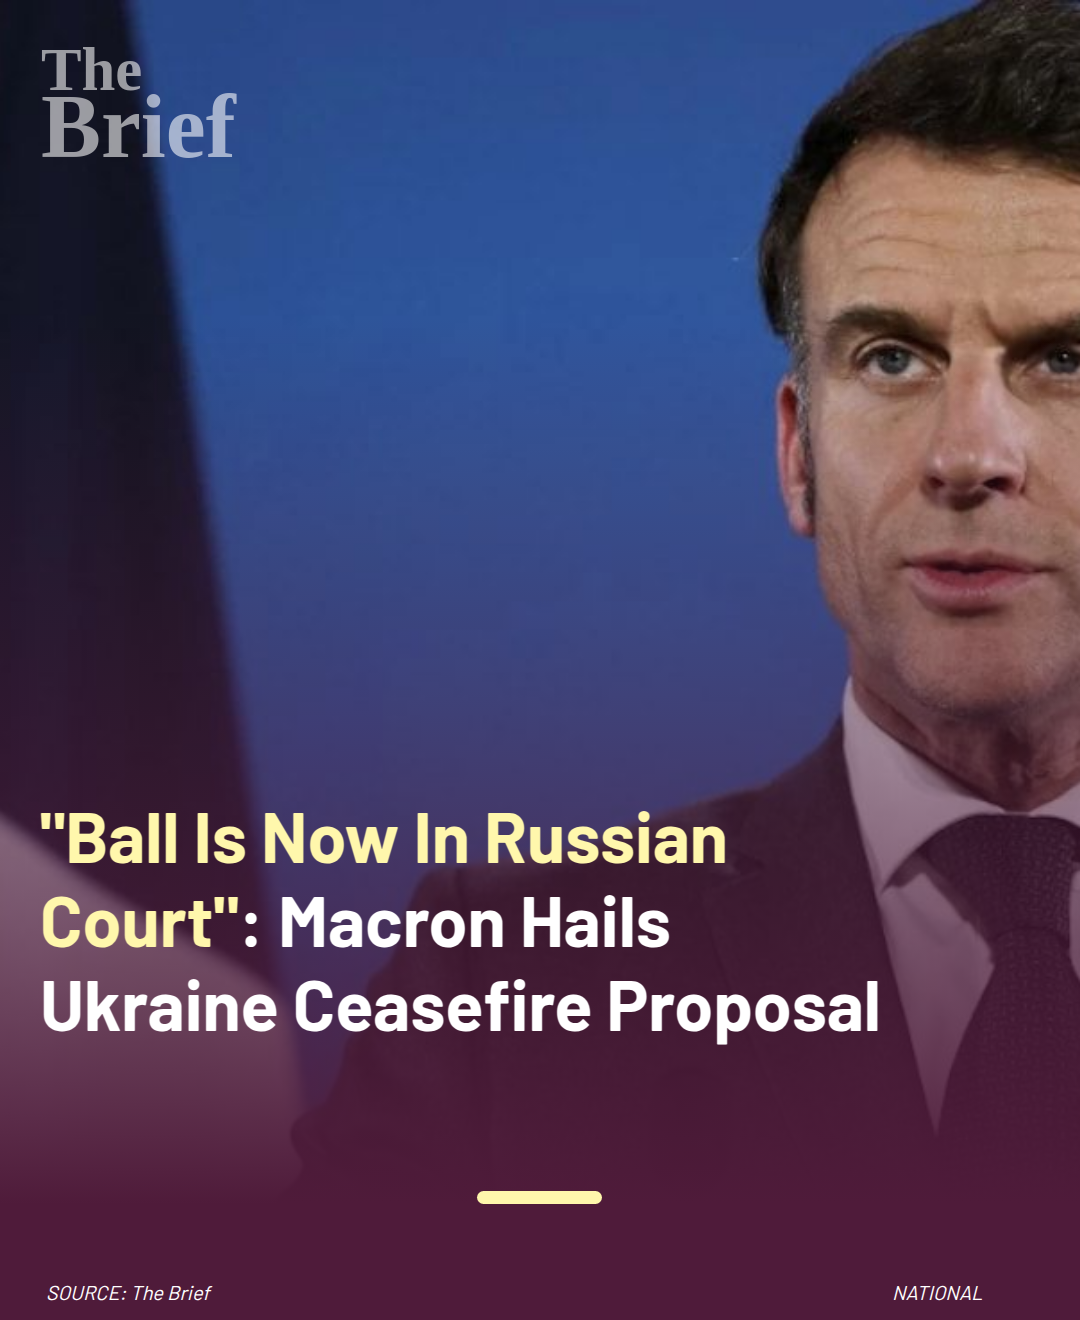 The
Brief
"Ball Is Now In Russian
Court": Macron Hails
Ukraine Ceasefire Proposal
SOURCE: The Brief
NATIONAL